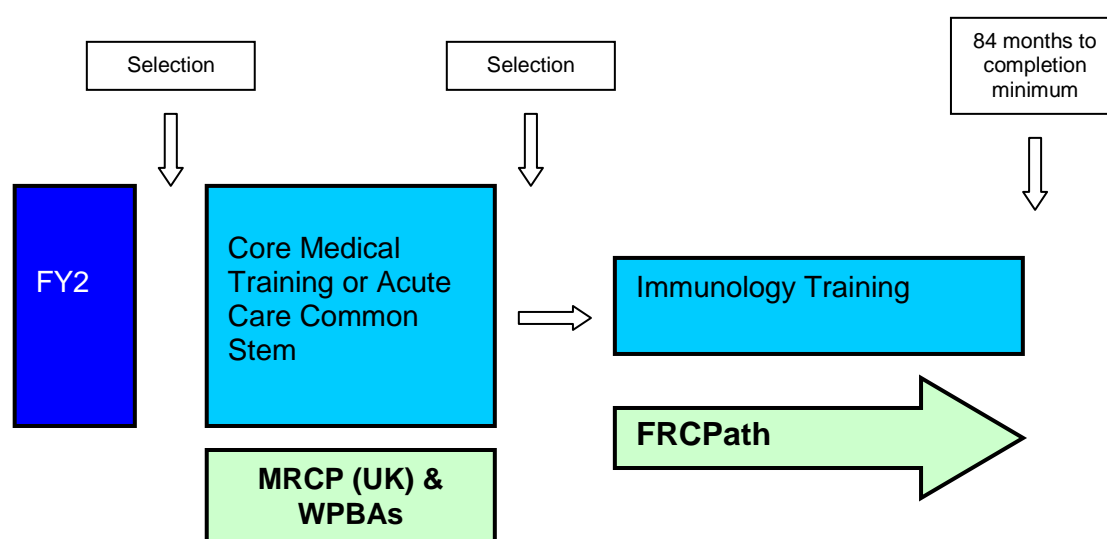 Selection
Selection
84 months to
completion
minimum
FY2
Core Medical
Training or Acute
Care Common
Stem
Immunology Training
MRCP (UK) &
WPBAs
FRCPath